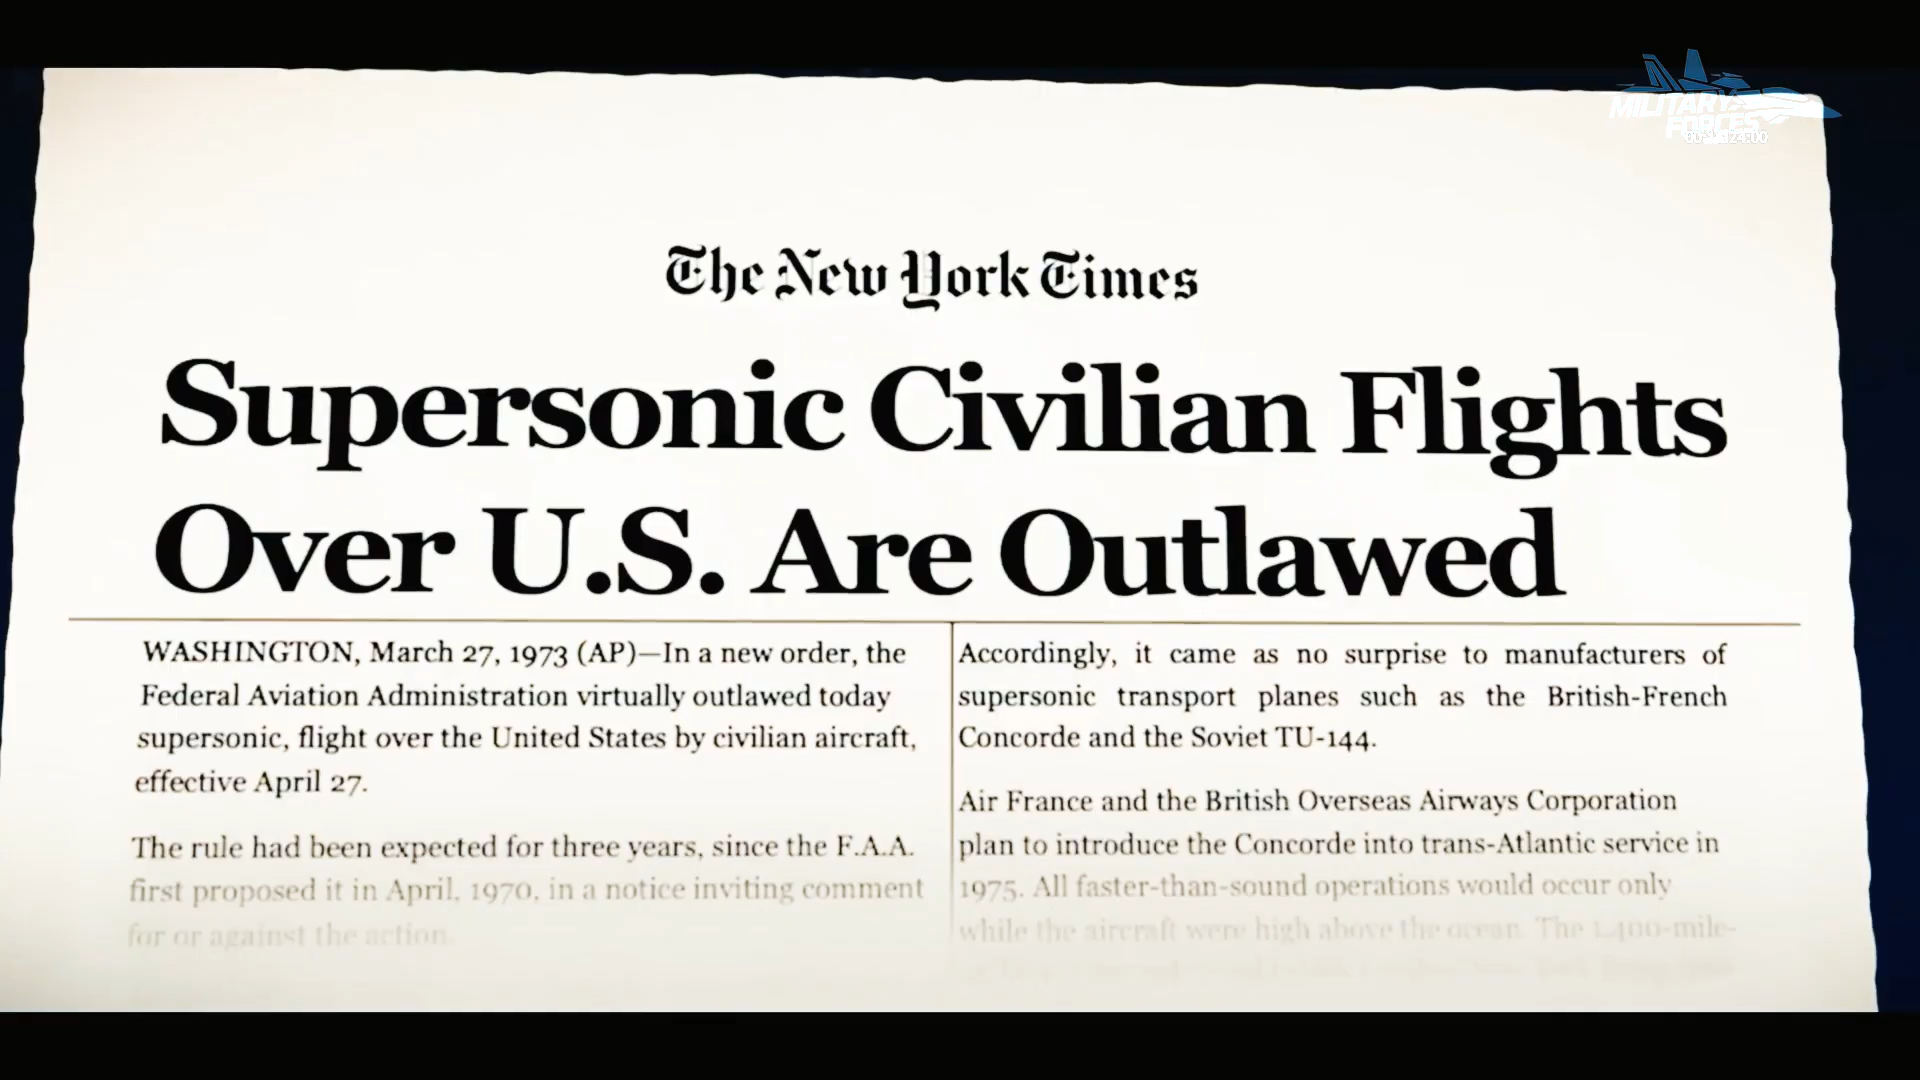 MILITARY
FORCES
The New York Times
Supersonic Civilian Flights
Over U.S. Are Outlawed
WASHINGTON, March 27, 1973 (AP)—In a new order, the
Federal Aviation Administration virtually outlawed today
supersonic, flight over the United States by civilian aircraft,
effective April 27.
The rule had been expected for three years, since the F.A.A.
first proposed it in April, 1970, in a notice inviting comment
for or against the action.
Accordingly, it came as no surprise to manufacturers of
supersonic transport planes such as the British-French
Concorde and the Soviet TU-144.
Air France and the British Overseas Airways Corporation
plan to introduce the Concorde into trans-Atlantic service in
1975. All faster-than-sound operations would occur only
while the aircraft were high above the ocean. The 1,400-mile-